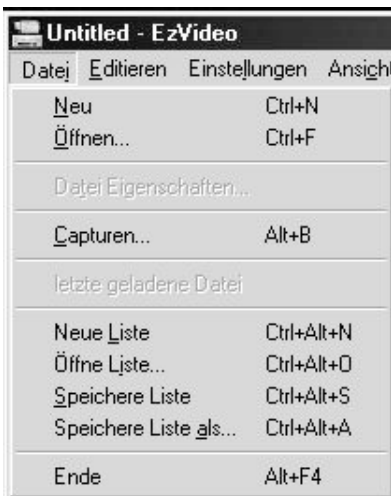 Untitled - EzVideo
Datei Editieren Einstellungen Ansicht
Neu Ctrl+N
Öffnen... Ctrl+F
Datei Eigenschaften...
Capturen... Alt+B
letzte geladene Datei
Neue Liste Ctrl+Alt+N
Öffne Liste... Ctrl+Alt+O
Speichere Liste Ctrl+Alt+S
Speichere Liste als... Ctrl+Alt+A
Ende Alt+F4